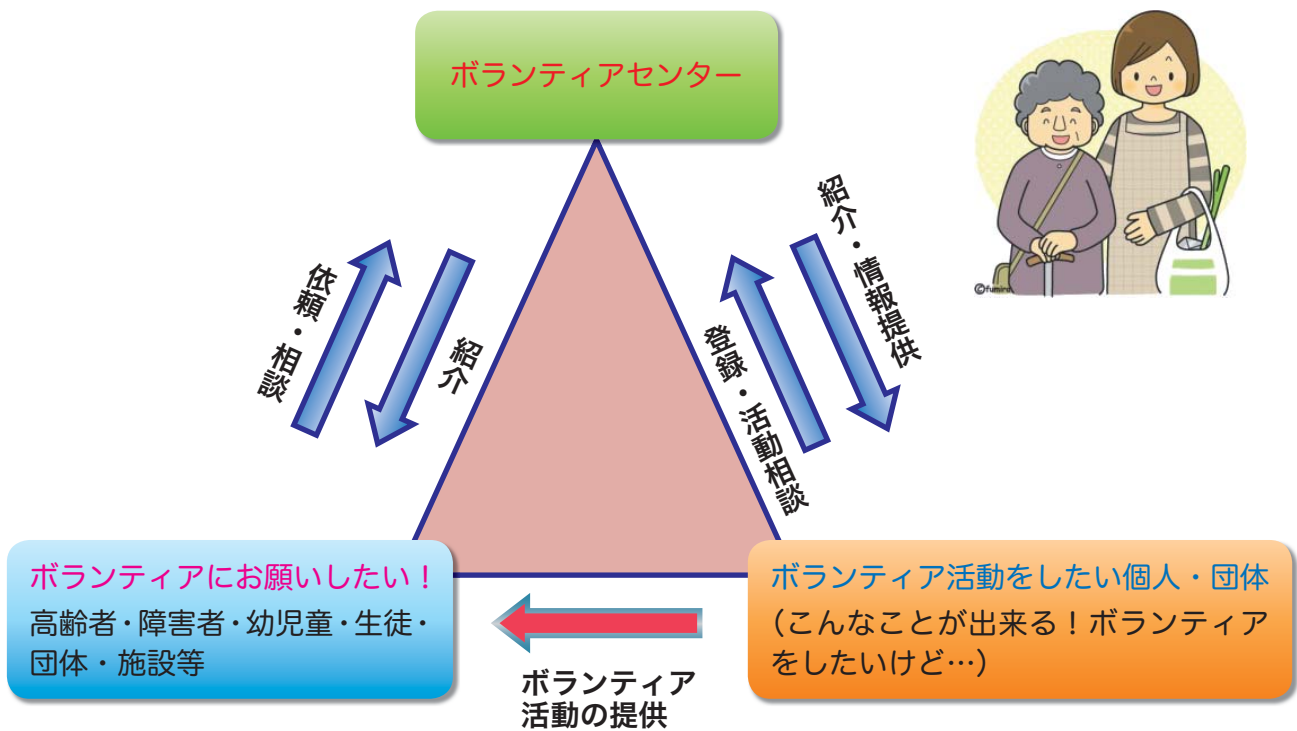 ボランティアセンター
依頼・相談
紹介
登録・活動相談
紹介・情報提供
©fumira
ボランティアにお願いしたい！
高齢者・障害者・幼児童・生徒・
団体・施設等
ボランティア
活動の提供
ボランティア活動をしたい個人・団体
（こんなことが出来る！ボランティア
をしたいけど…）